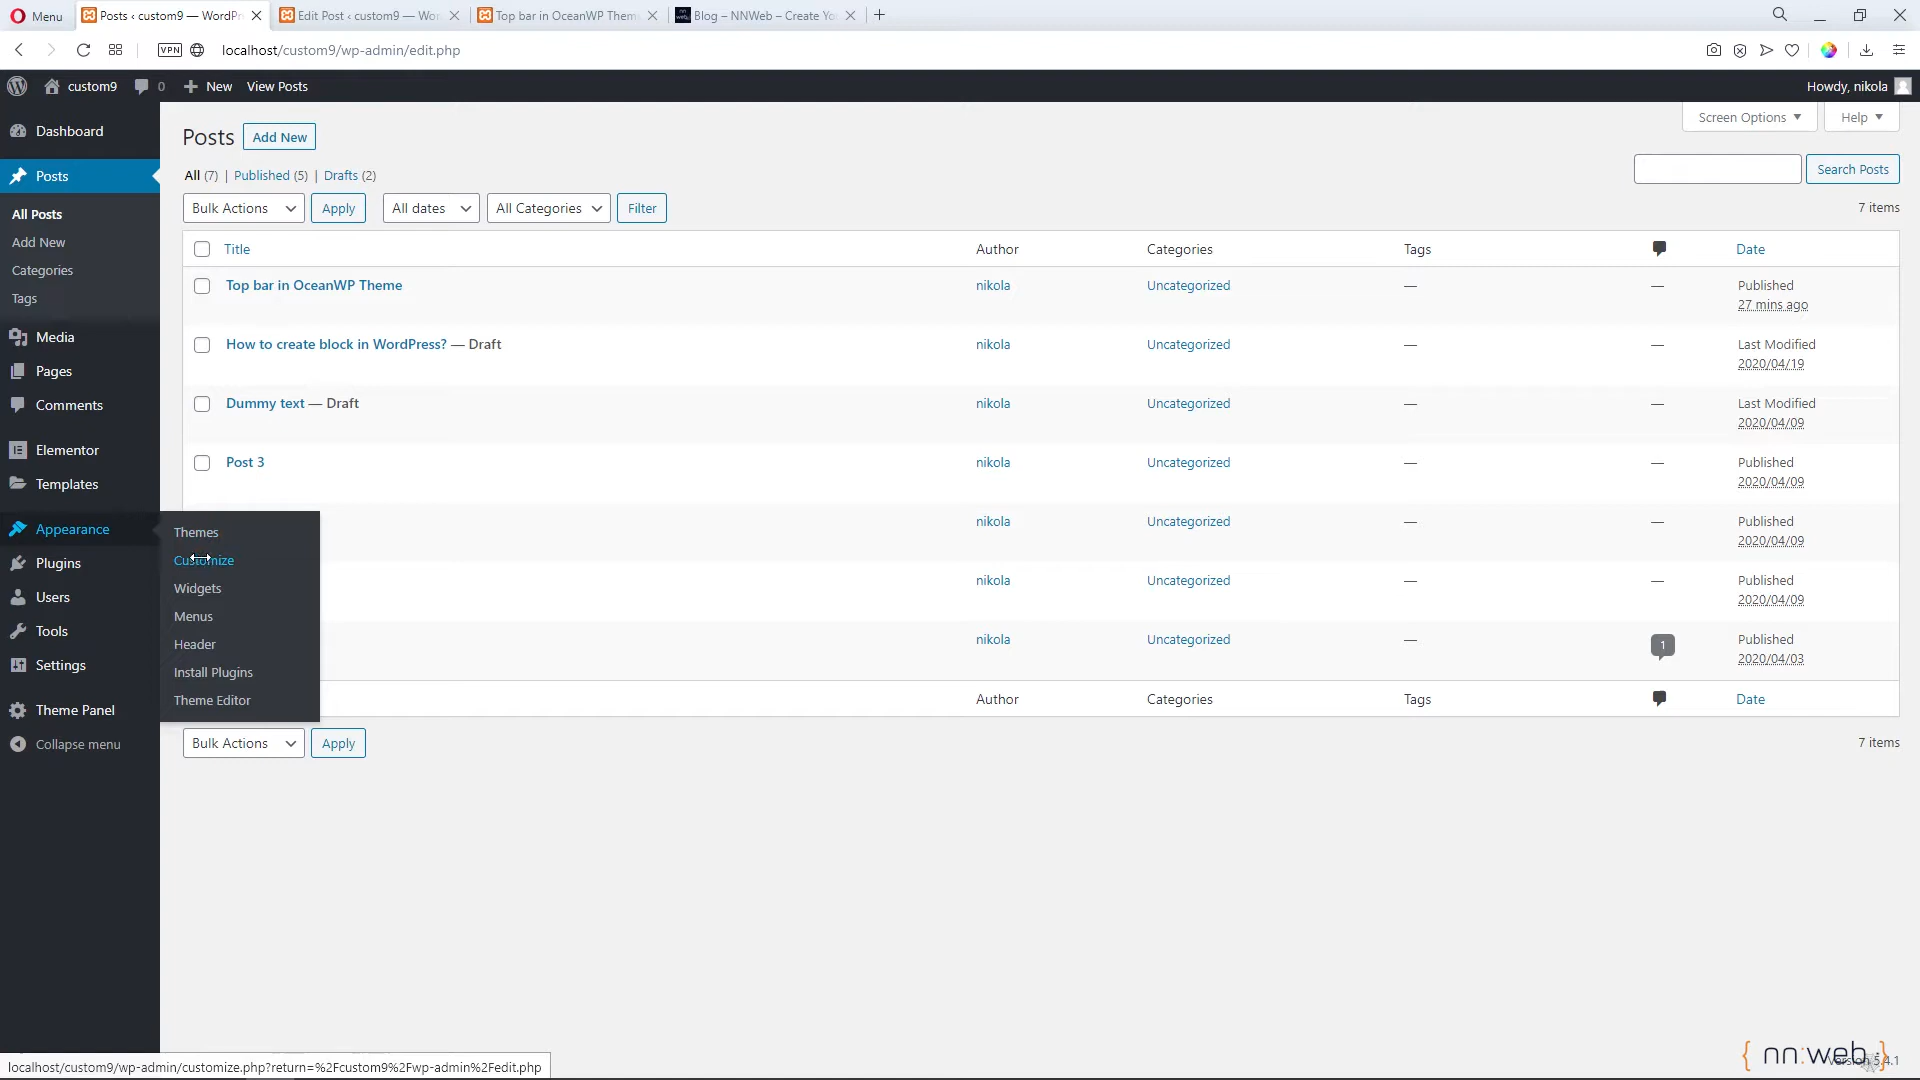 Menu
Posts ‹ custom9 — WordPr
Edit Post ‹ custom9 — Wor
Top bar in OceanWP Them
Blog – NNWeb – Create Yo
VPN
localhost/custom9/wp-admin/edit.php
custom9
0
New
View Posts
Howdy, nikola
Dashboard
Posts
All Posts
Add New
Categories
Tags
Media
Pages
Comments
Elementor
Templates
Appearance
Plugins
Users
Tools
Settings
Theme Panel
Collapse menu
Themes
Customize
Widgets
Menus
Header
Install Plugins
Theme Editor
Posts
Add New
Screen Options
Help
All (7) | Published (5) | Drafts (2)
Search Posts
Bulk Actions
Apply
All dates
All Categories
Filter
7 items
Title Author Categories Tags Date
Top bar in OceanWP Theme nikola Uncategorized — — Published
27 mins ago
How to create block in WordPress? — Draft nikola Uncategorized — — Last Modified
2020/04/19
Dummy text — Draft nikola Uncategorized — — Last Modified
2020/04/09
Post 3 nikola Uncategorized — — Published
2020/04/09
nikola Uncategorized — — Published
2020/04/09
nikola Uncategorized — — Published
2020/04/09
nikola Uncategorized — 1 Published
2020/04/03
Author Categories Tags Date
Bulk Actions
Apply
7 items
localhost/custom9/wp-admin/customize.php?return=%2Fcustom9%2Fwp-admin%2Fedit.php
{ nn:web. }
Version 5.4.1